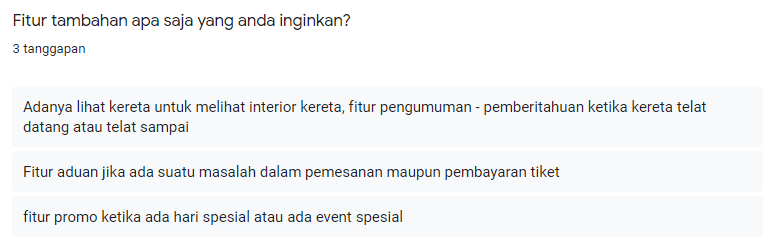 Fitur tambahan apa saja yang anda inginkan?
3 tanggapan
Adanya lihat kereta untuk melihat interior kereta, fitur pengumuman - pemberitahuan ketika kereta telat
datang atau telat sampai
Fitur aduan jika ada suatu masalah dalam pemesanan maupun pembayaran tiket
fitur promo ketika ada hari spesial atau ada event spesial